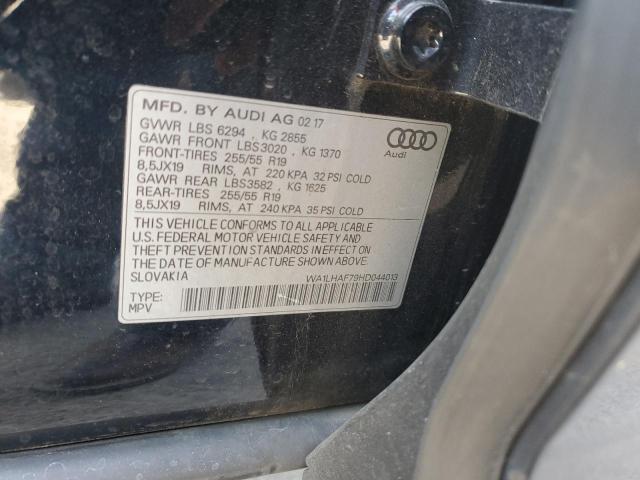 MFD. BY AUDI AG 02 17
GVWR LBS 6294 , KG 2855
GAWR FRONT LBS3020 , KG 1370
FRONT-TIRES 255/55 R19
8,5JX19 RIMS, AT 220 KPA 32 PSI COLD
GAWR REAR LBS3582 , KG 1625
REAR-TIRES 255/55 R19
8,5JX19 RIMS, AT 240 KPA 35 PSI COLD
Audi
THIS VEHICLE CONFORMS TO ALL APPLICABLE
U.S. FEDERAL MOTOR VEHICLE SAFETY AND
THEFT PREVENTION STANDARDS IN EFFECT ON
THE DATE OF MANUFACTURE SHOWN ABOVE.
SLOVAKIA
WA1LHAF79HD044013
TYPE:
MPV